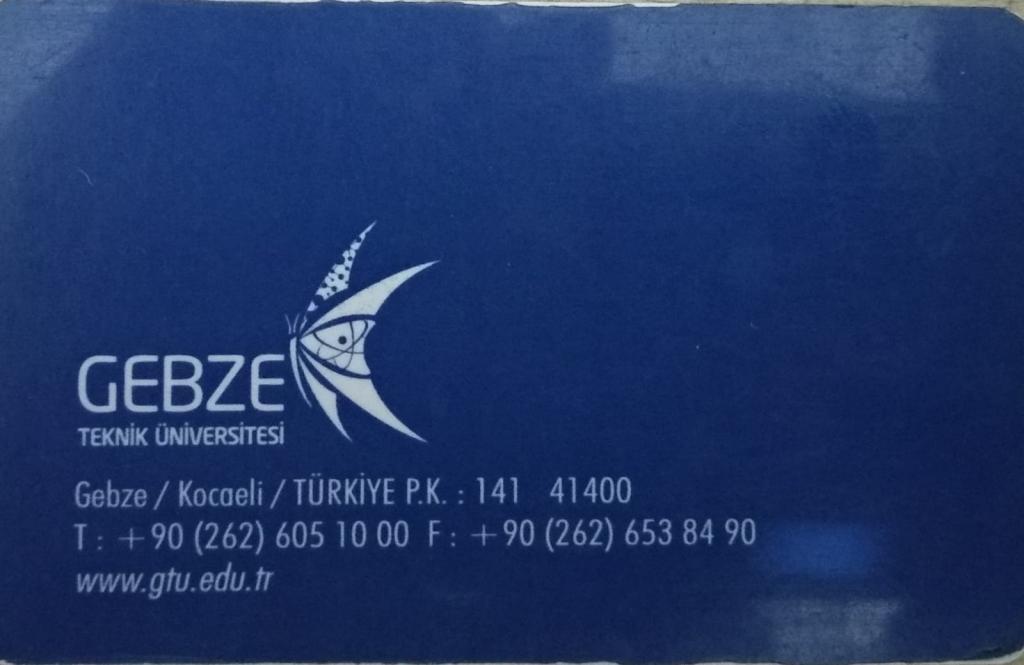 GEBZE
TEKNİK ÜNİVERSİTESİ
Gebze / Kocaeli / TÜRKİYE P.K. : 141 41400
T : +90 (262) 605 10 00 F : +90 (262) 653 84 90
www.gtu.edu.tr